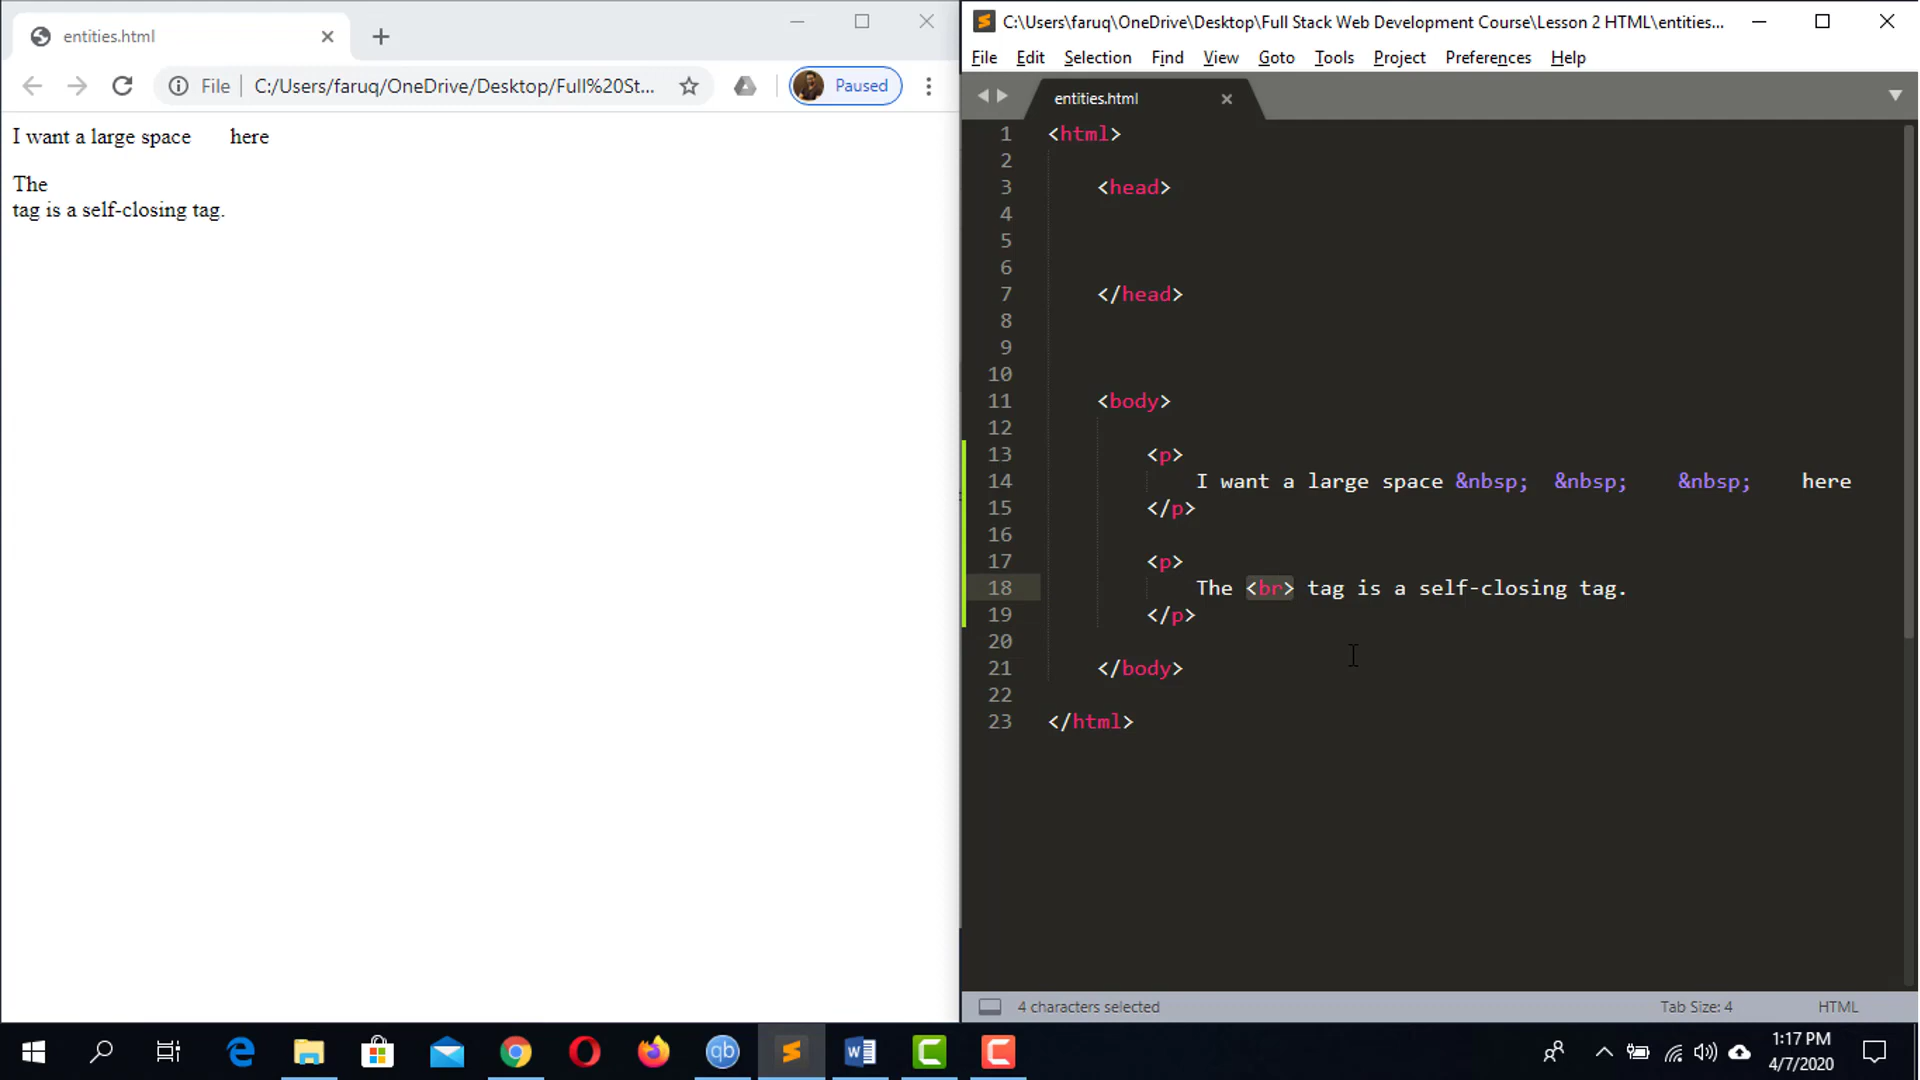 entities.html
File
C:/Users/faruq/OneDrive/Desktop/Full%20St...
Paused
I want a large space here
The
tag is a self-closing tag.
C:\Users\faruq\OneDrive\Desktop\Full Stack Web Development Course\Lesson 2 HTML\entities...
File Edit Selection Find View Goto Tools Project Preferences Help
entities.html
1 <html>
2
3 <head>
4
5
6
7 </head>
8
9
10
11 <body>
12
13 <p>
14 I want a large space &nbsp; &nbsp; &nbsp; here
15 </p>
16
17 <p>
18 The <br> tag is a self-closing tag.
19 </p>
20
21 </body>
22
23 </html>
4 characters selected
Tab Size: 4
HTML
qb
1:17 PM
4/7/2020